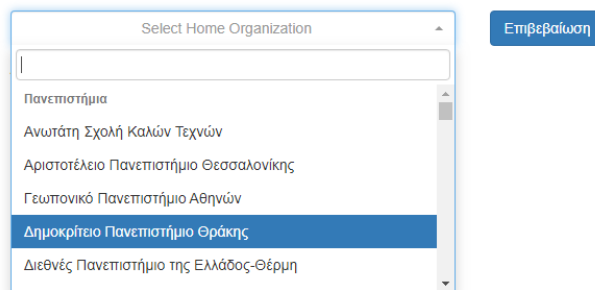 Select Home Organization
Επιβεβαίωση
Πανεπιστήμια
Ανωτάτη Σχολή Καλών Τεχνών
Αριστοτέλειο Πανεπιστήμιο Θεσσαλονίκης
Γεωπονικό Πανεπιστήμιο Αθηνών
Δημοκρίτειο Πανεπιστήμιο Θράκης
Διεθνές Πανεπιστήμιο της Ελλάδος-Θέρμη